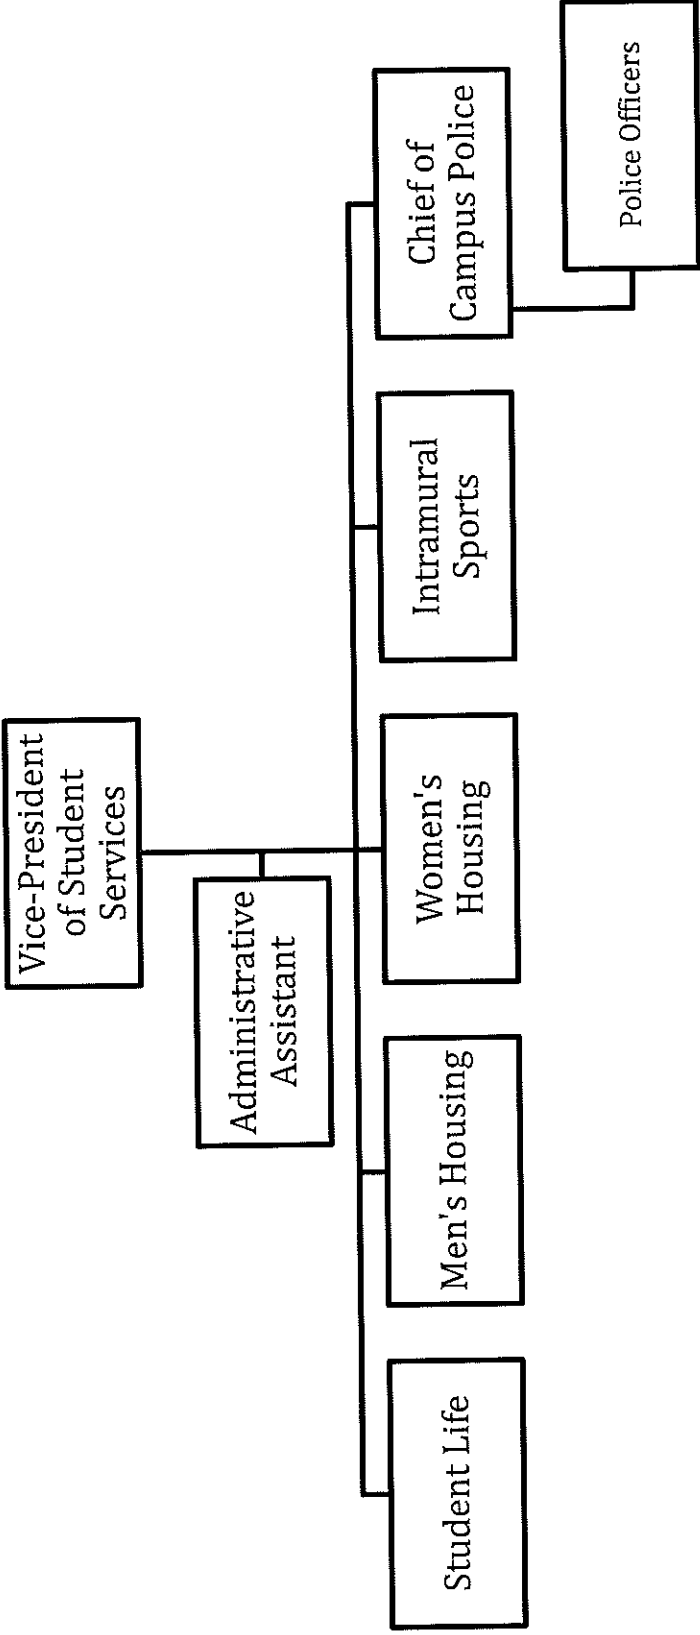 Vice-President
of Student
Services
Administrative
Assistant
Student Life
Men's Housing
Women's
Housing
Intramural
Sports
Chief of
Campus Police
Police Officers